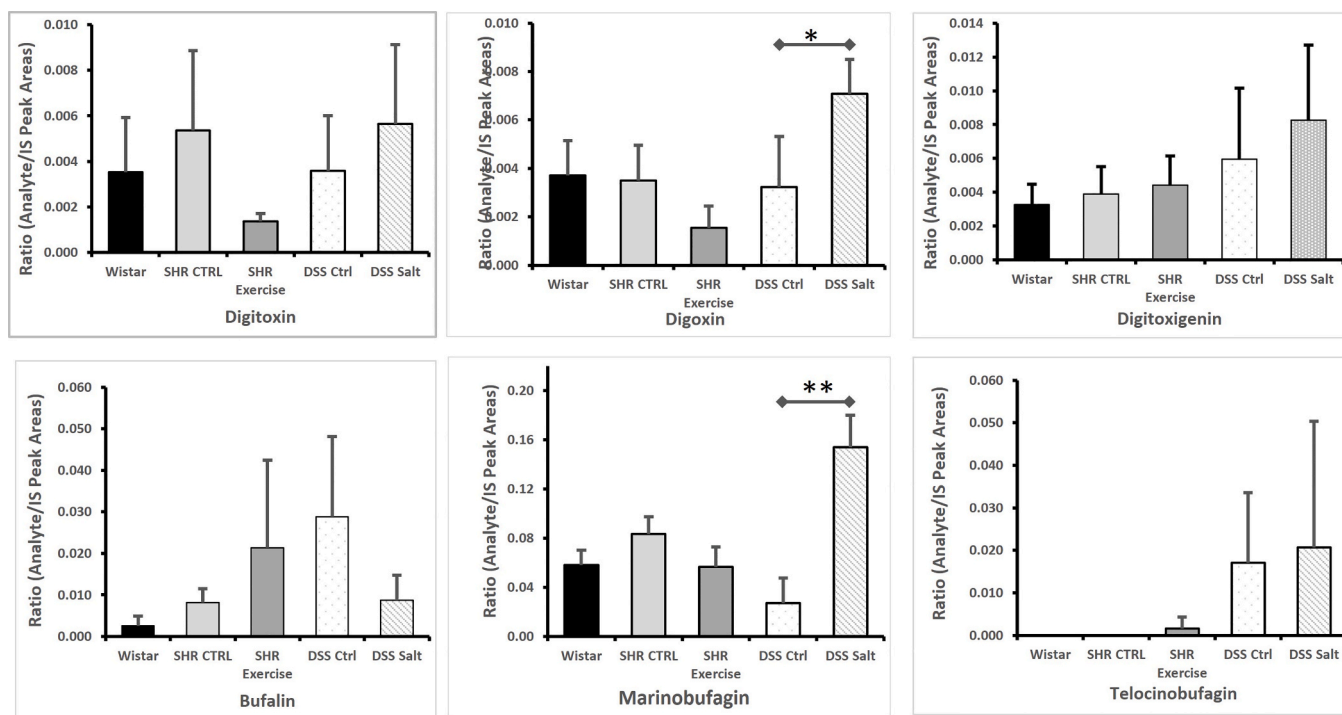 Ratio (Analyte/IS Peak Areas)
0.010
0.008
0.006
0.004
0.002
0.000
Wistar
SHR CTRL
SHR
Exercise
DSS Ctrl
DSS Salt
Digitoxin
Ratio (Analyte/IS Peak Areas)
0.010
0.008
0.006
0.004
0.002
0.000
*
Wistar
SHR CTRL
SHR
Exercise
DSS Ctrl
DSS Salt
Digoxin
Ratio (Analyte/IS Peak Areas)
0.014
0.012
0.010
0.008
0.006
0.004
0.002
0.000
Wistar
SHR CTRL
SHR
Exercise
DSS Ctrl
DSS Salt
Digitoxigenin
Ratio (Analyte/IS Peak Areas)
0.060
0.050
0.040
0.030
0.020
0.010
0.000
Wistar
SHR CTRL
SHR
Exercise
DSS Ctrl
DSS Salt
Bufalin
Ratio (Analyte/IS Peak Areas)
0.20
0.16
0.12
0.08
0.04
0.00
**
Wistar
SHR CTRL
SHR
Exercise
DSS Ctrl
DSS Salt
Marinobufagin
Ratio (Analyte/IS Peak Areas)
0.060
0.050
0.040
0.030
0.020
0.010
0.000
Wistar
SHR CTRL
SHR
Exercise
DSS Ctrl
DSS Salt
Telocinobufagin